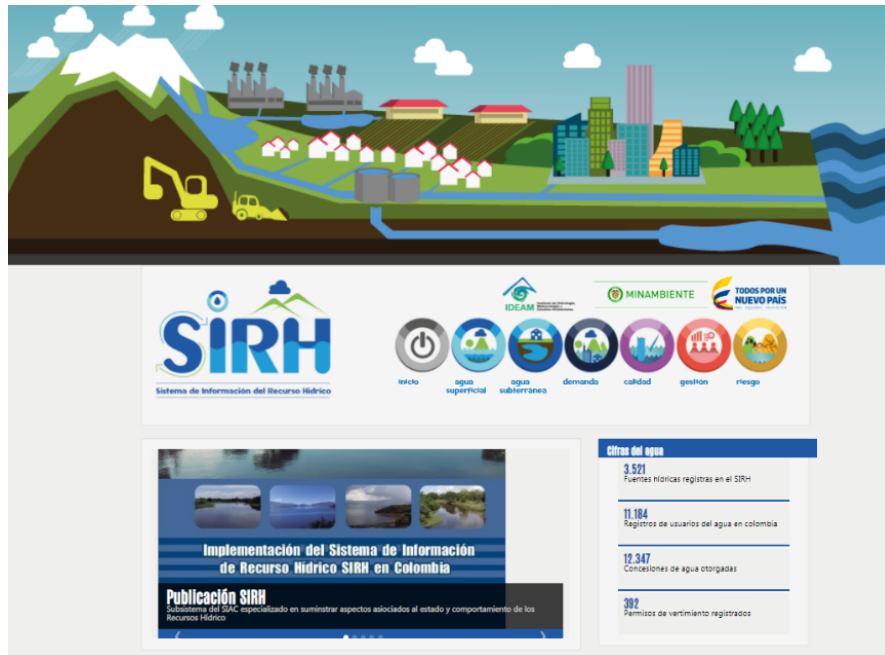 IDEAM
MINAMBIENTE
TODOS POR UN
NUEVO PAÍS
SIRH
Sistema de Información del Recurso Hídrico
inicio
agua
superficial
agua
subterránea
demanda
calidad
gestión
riesgo
Implementación del Sistema de Información
de Recurso Hídrico SIRH en Colombia
Publicación SIRH
Subsistema del SIAC especializado en suminstrar aspectos asiociados al estado y comportamiento de los
Recursos Hídrico
Cifras del agua
3.521
Fuentes hídricas registras en el SIRH
11.184
Registros de usuarios del agua en colombia
12.347
Concesiones de agua otorgadas
392
Permisos de vertimiento registrados